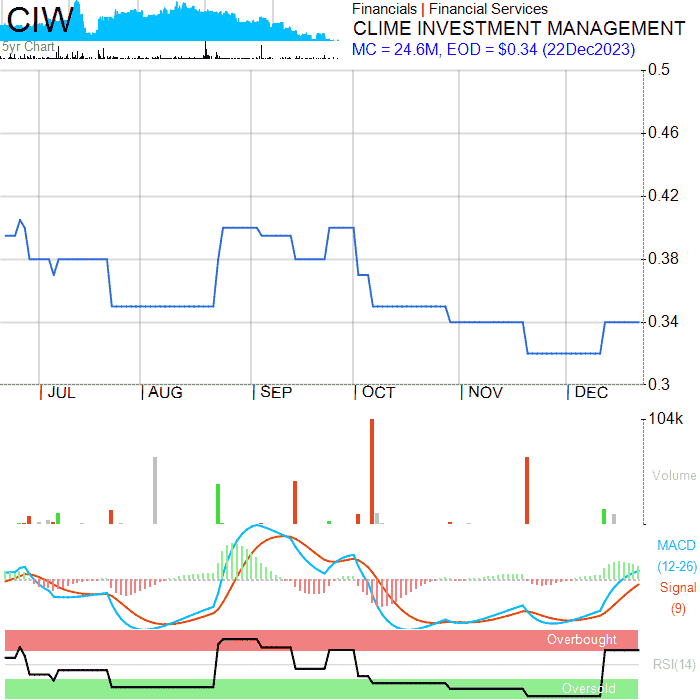 CIW
5yr Chart
Financials | Financial Services
CLIME INVESTMENT MANAGEMENT
MC = 24.6M, EOD = $0.34 (22Dec2023)
0.5
0.46
0.42
0.38
0.34
0.3
JUL AUG SEP OCT NOV DEC
104k
Volume
MACD
(12-26)
Signal
(9)
Overbought
RSI(14)
Oversold